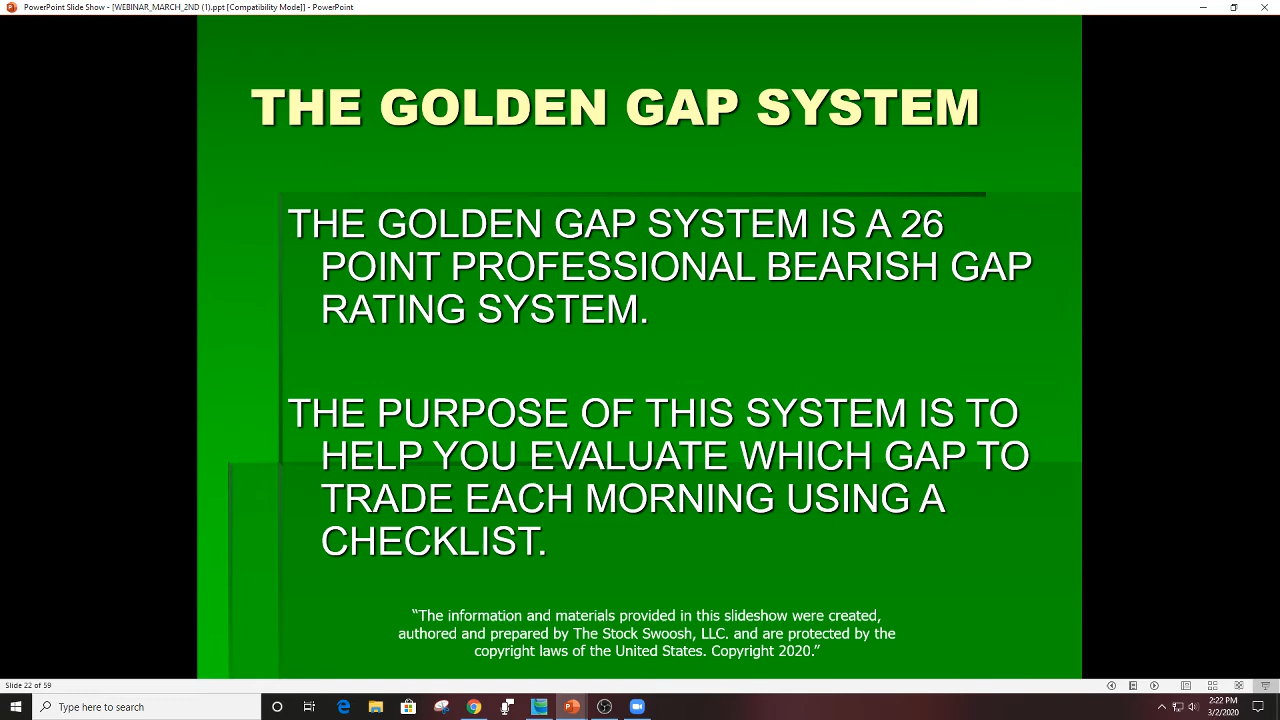 PowerPoint Slide Show - [WEBINAR_MARCH_2ND (1).ppt [Compatibility Mode]] - PowerPoint
THE GOLDEN GAP SYSTEM
THE GOLDEN GAP SYSTEM IS A 26
POINT PROFESSIONAL BEARISH GAP
RATING SYSTEM.
THE PURPOSE OF THIS SYSTEM IS TO
HELP YOU EVALUATE WHICH GAP TO
TRADE EACH MORNING USING A
CHECKLIST.
“The information and materials provided in this slideshow were created,
authored and prepared by The Stock Swoosh, LLC. and are protected by the
copyright laws of the United States. Copyright 2020.”
Slide 22 of 59
Type here to search
2:22 PM
3/2/2020